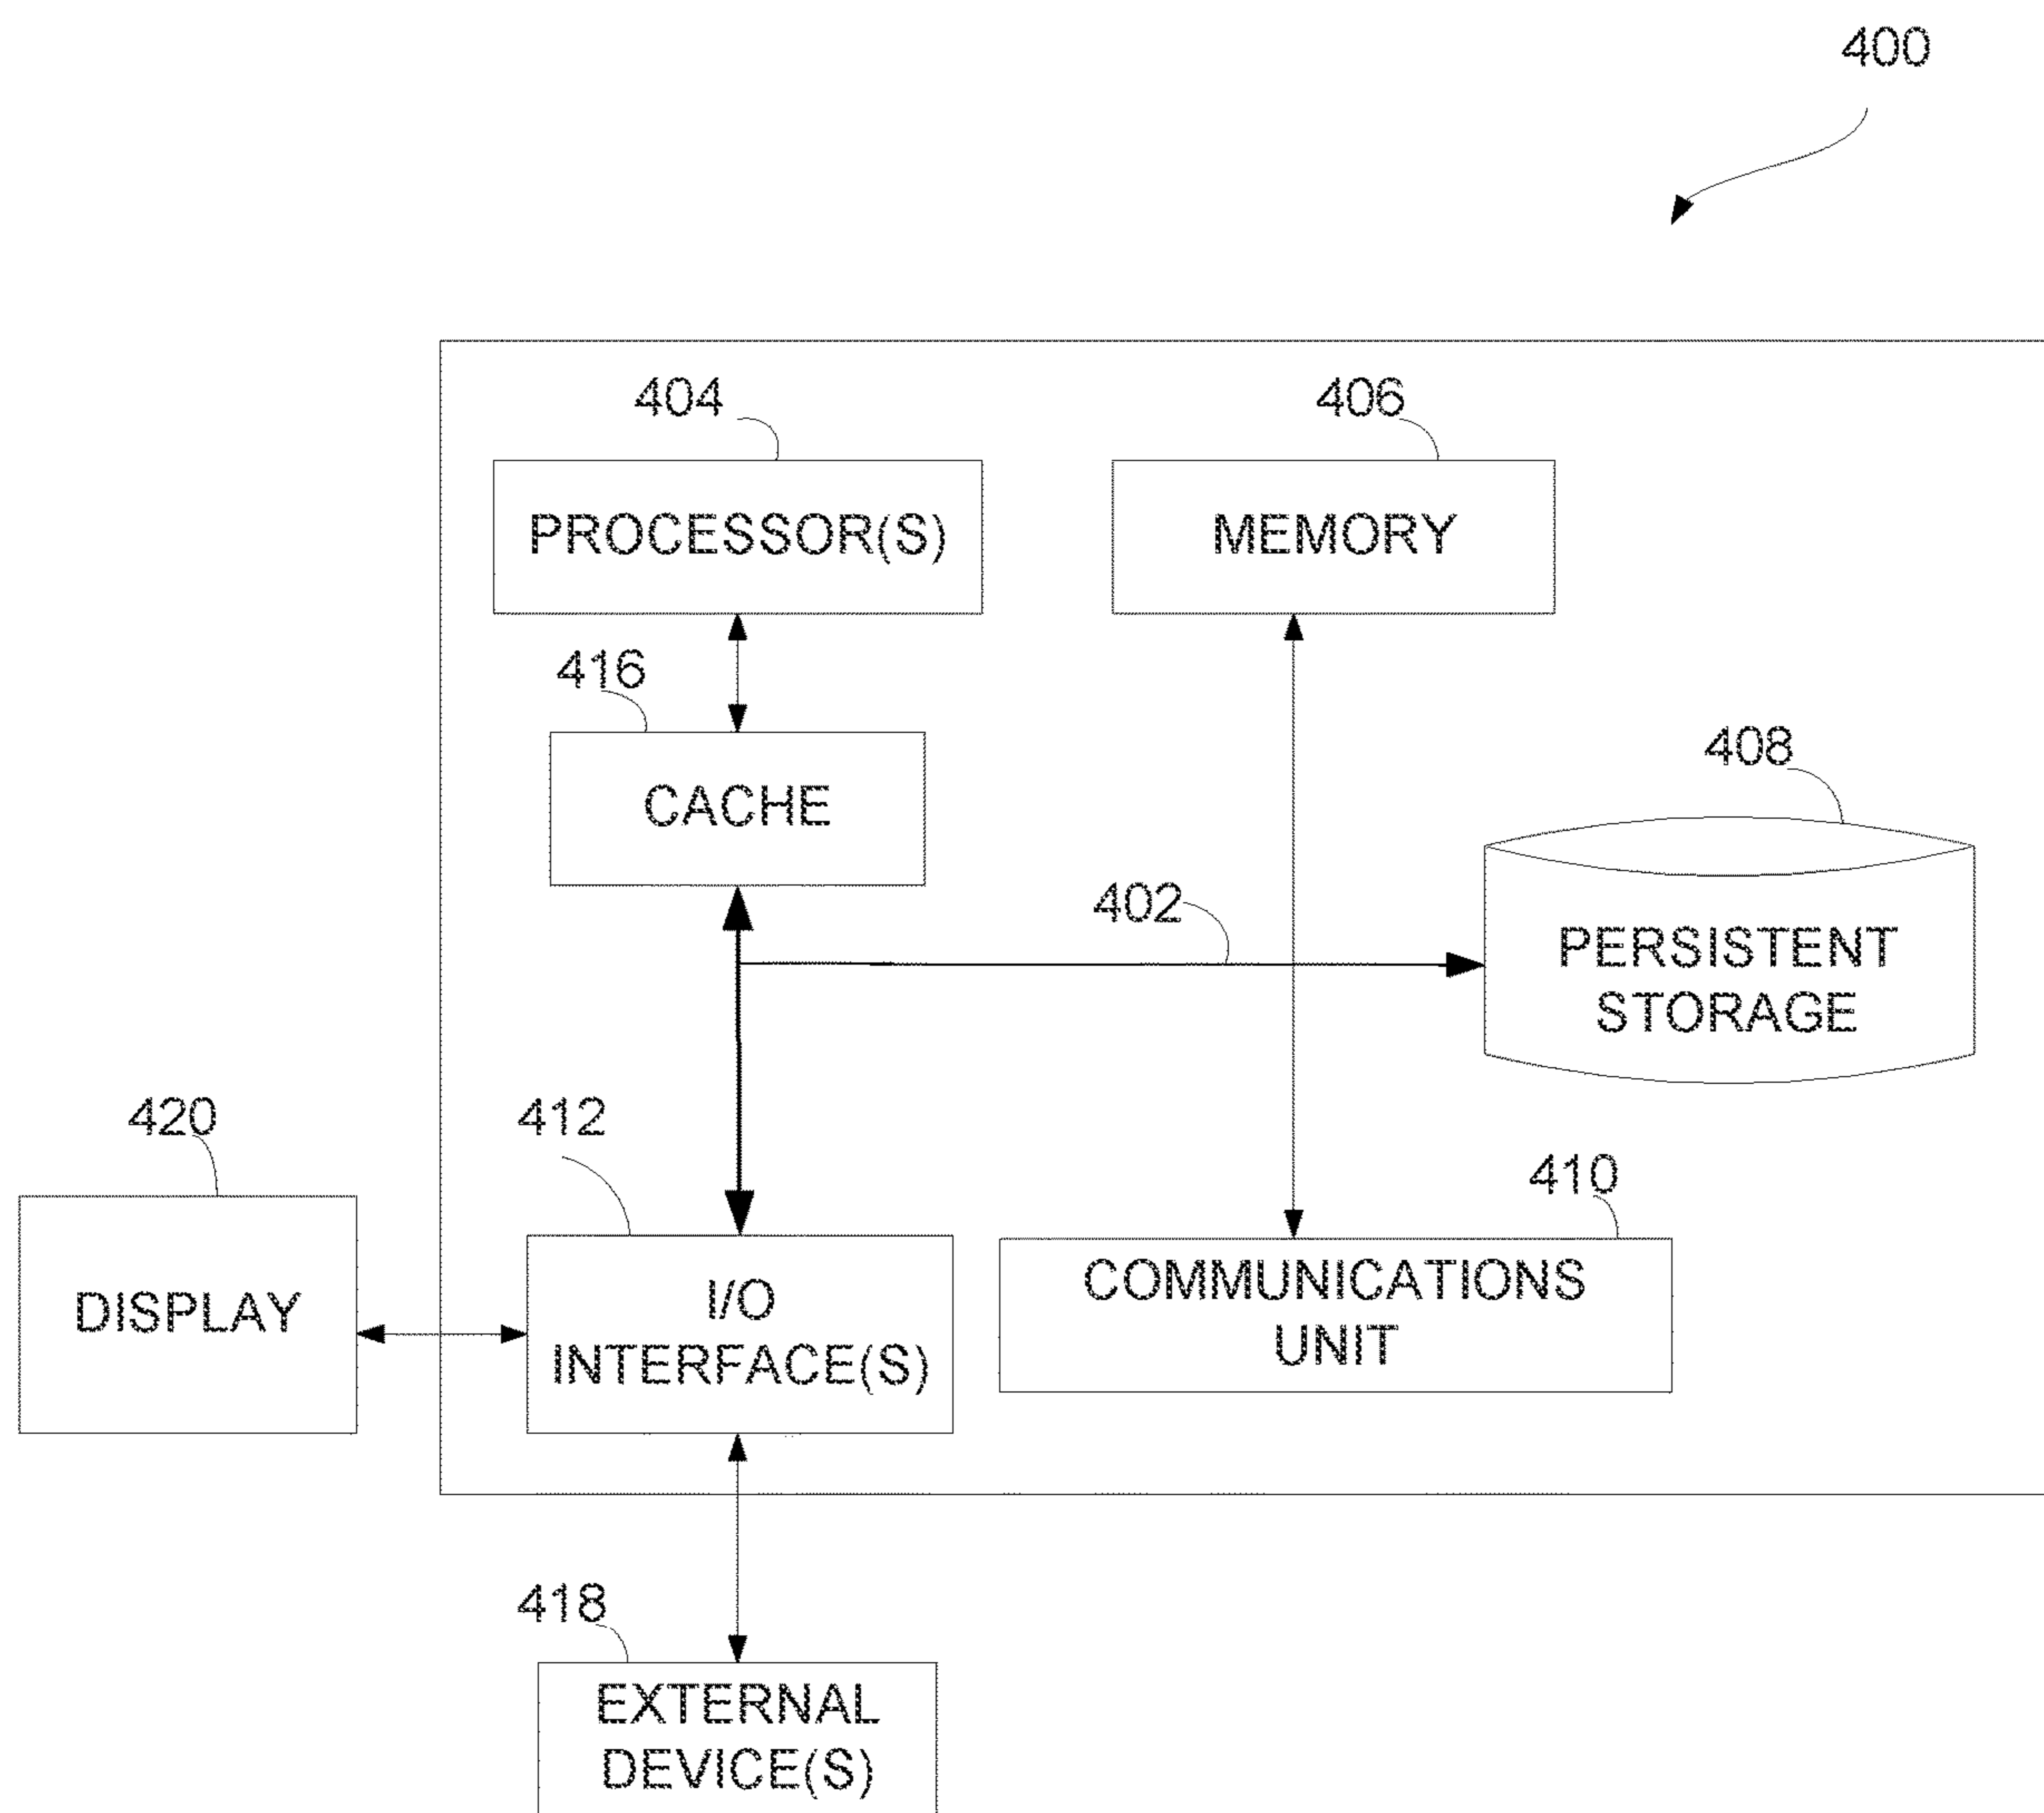 400
404
406
PROCESSOR(S)
MEMORY
416
CACHE
408
402
PERSISTENT
STORAGE
420
412
410
DISPLAY
I/O
INTERFACE(S)
COMMUNICATIONS
UNIT
418
EXTERNAL
DEVICE(S)